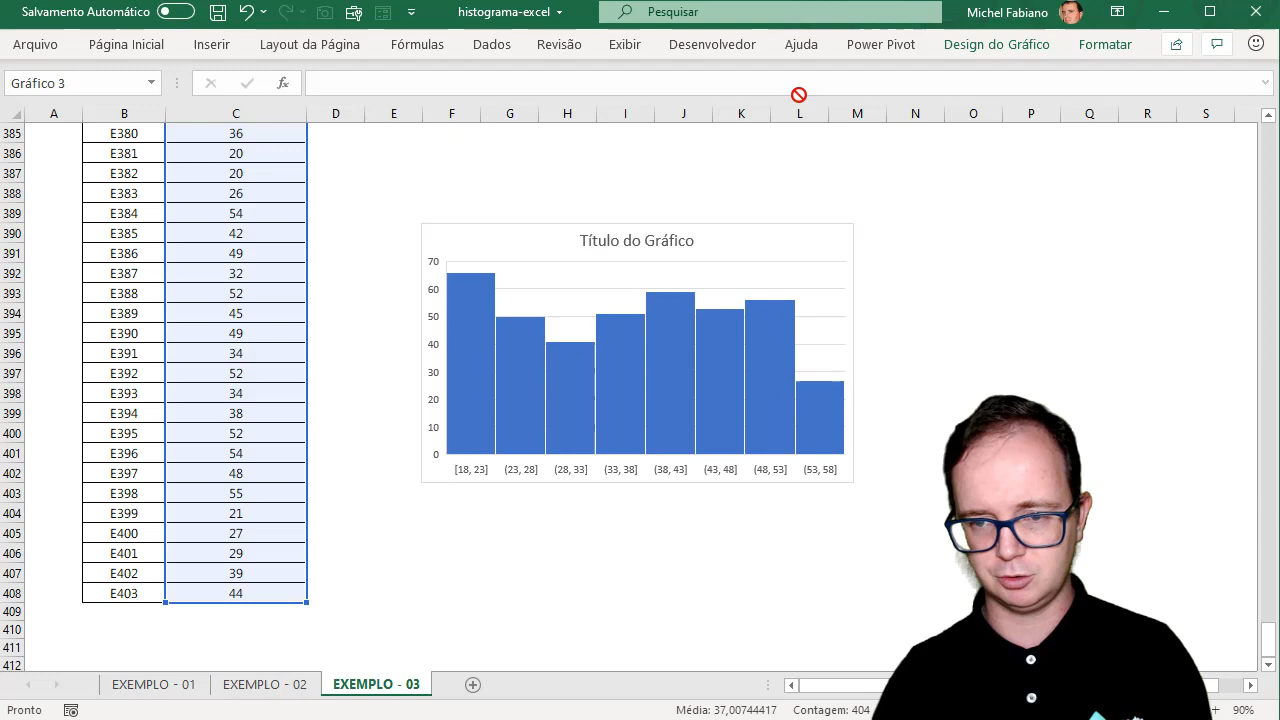 Salvamento Automático
histograma-excel
Pesquisar
Michel Fabiano
Arquivo Página Inicial Inserir Layout da Página Fórmulas Dados Revisão Exibir Desenvolvedor Ajuda Power Pivot Design do Gráfico Formatar
Gráfico 3 fx
A B C D E F G H I J K L M N O P Q R S
385 E380 36
386 E381 20
387 E382 20
388 E383 26
389 E384 54
390 E385 42
391 E386 49
392 E387 32
393 E388 52
394 E389 45
395 E390 49
396 E391 34
397 E392 52
398 E393 34
399 E394 38
400 E395 52
401 E396 54
402 E397 48
403 E398 55
404 E399 21
405 E400 27
406 E401 29
407 E402 39
408 E403 44
409
410
411
412
Título do Gráfico
70
60
50
40
30
20
10
0
[18, 23] (23, 28] (28, 33] (33, 38] (38, 43] (43, 48] (48, 53] (53, 58]
EXEMPLO - 01 EXEMPLO - 02 EXEMPLO - 03
Pronto Média: 37,00744417 Contagem: 404 90%